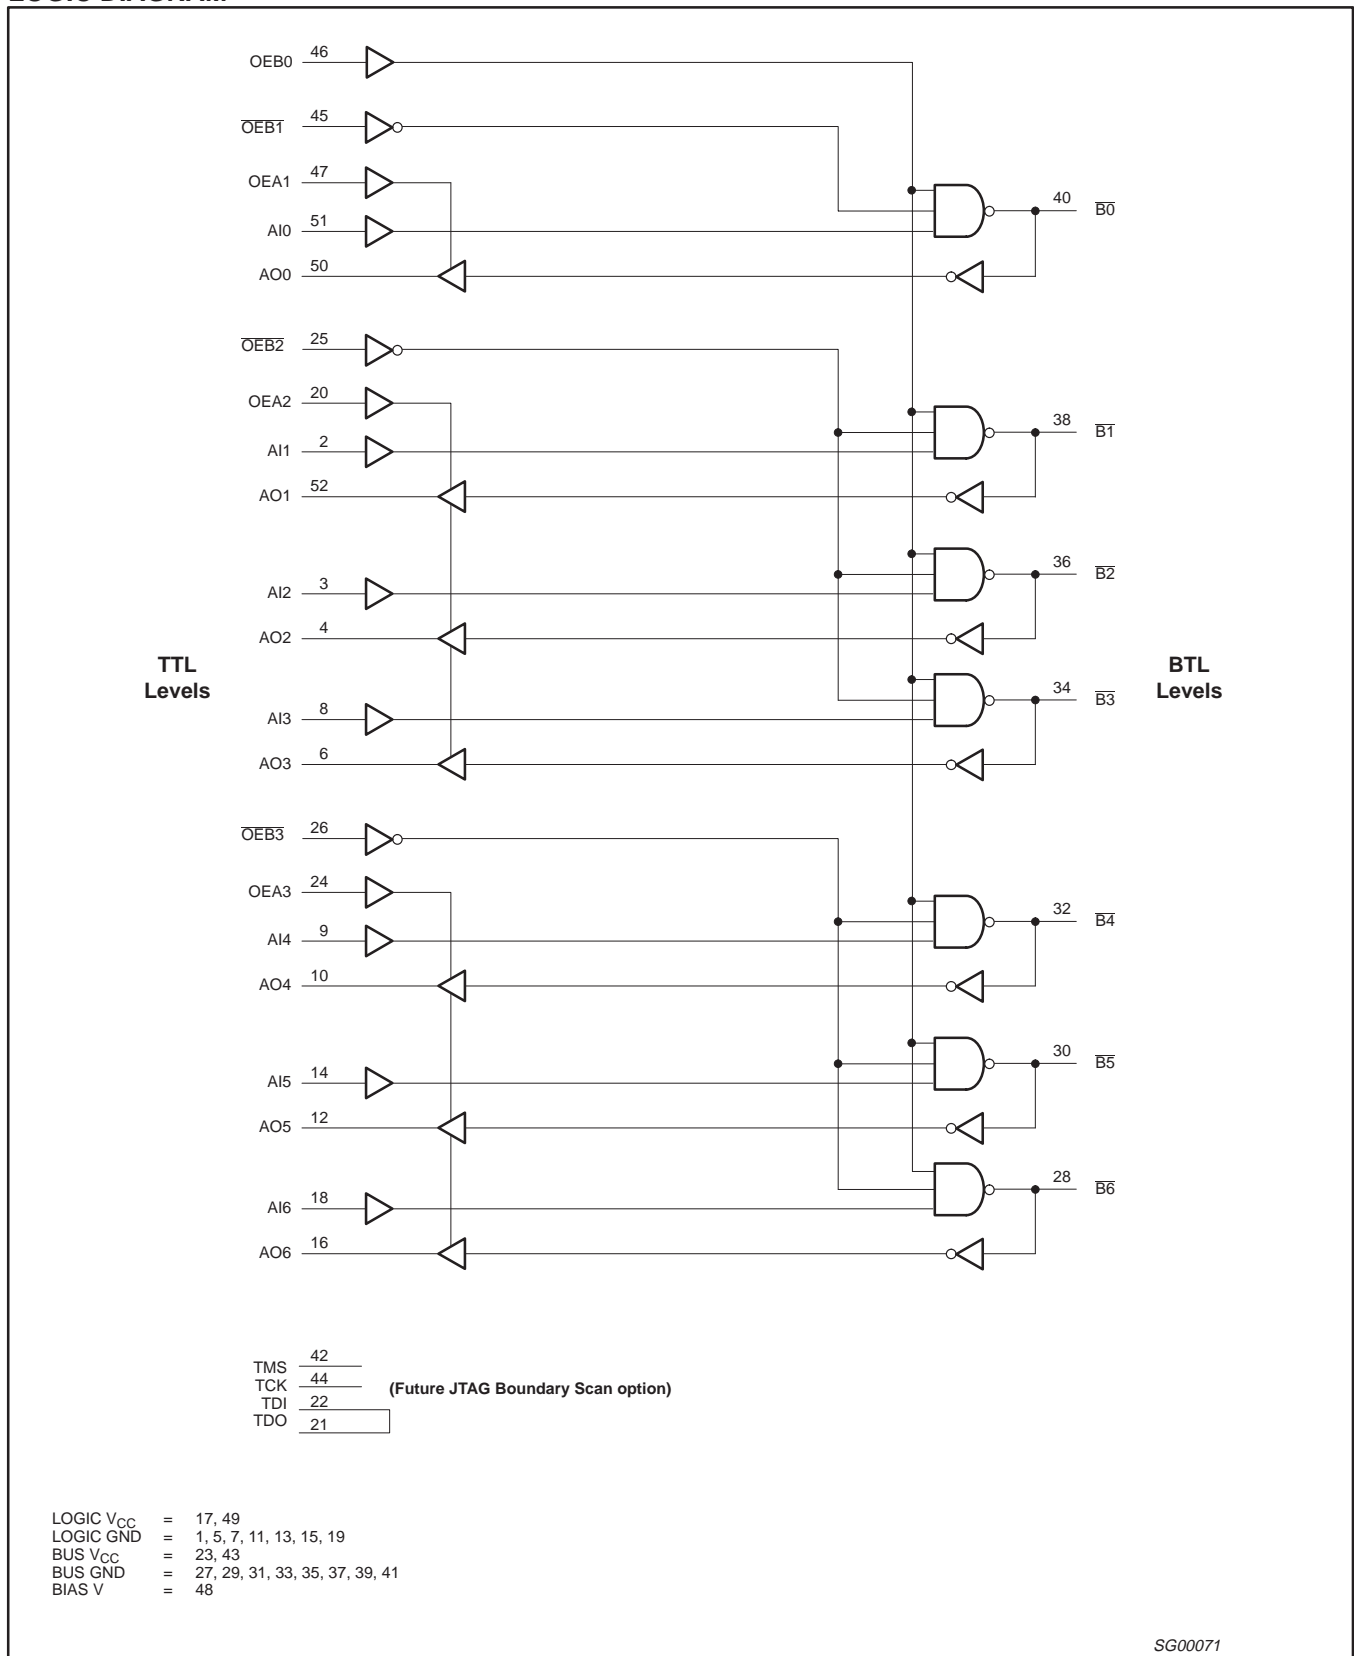 LOGIC DIAGRAM
OEB0 46
OEB1 45
OEA1 47
AI0 51
AO0 50
40 B0
OEB2 25
OEA2 20
AI1 2
AO1 52
38 B1
AI2 3
AO2 4
36 B2
TTL
Levels
BTL
Levels
AI3 8
AO3 6
34 B3
OEB3 26
OEA3 24
AI4 9
AO4 10
32 B4
AI5 14
AO5 12
30 B5
AI6 18
AO6 16
28 B6
TMS 42
TCK 44
(Future JTAG Boundary Scan option)
TDI 22
TDO 21
LOGIC VCC = 17, 49
LOGIC GND = 1, 5, 7, 11, 13, 15, 19
BUS VCC = 23, 43
BUS GND = 27, 29, 31, 33, 35, 37, 39, 41
BIAS V = 48
SG00071